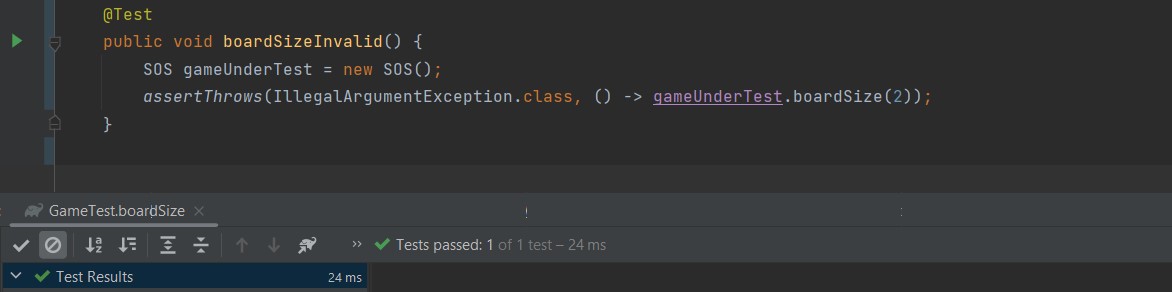 @Test
public void boardSizeInvalid() {
SOS gameUnderTest = new SOS();
assertThrows(IllegalArgumentException.class, () -> gameUnderTest.boardSize(2));
}
GameTest.boardSize ×
» Tests passed: 1 of 1 test – 24 ms
Test Results 24 ms